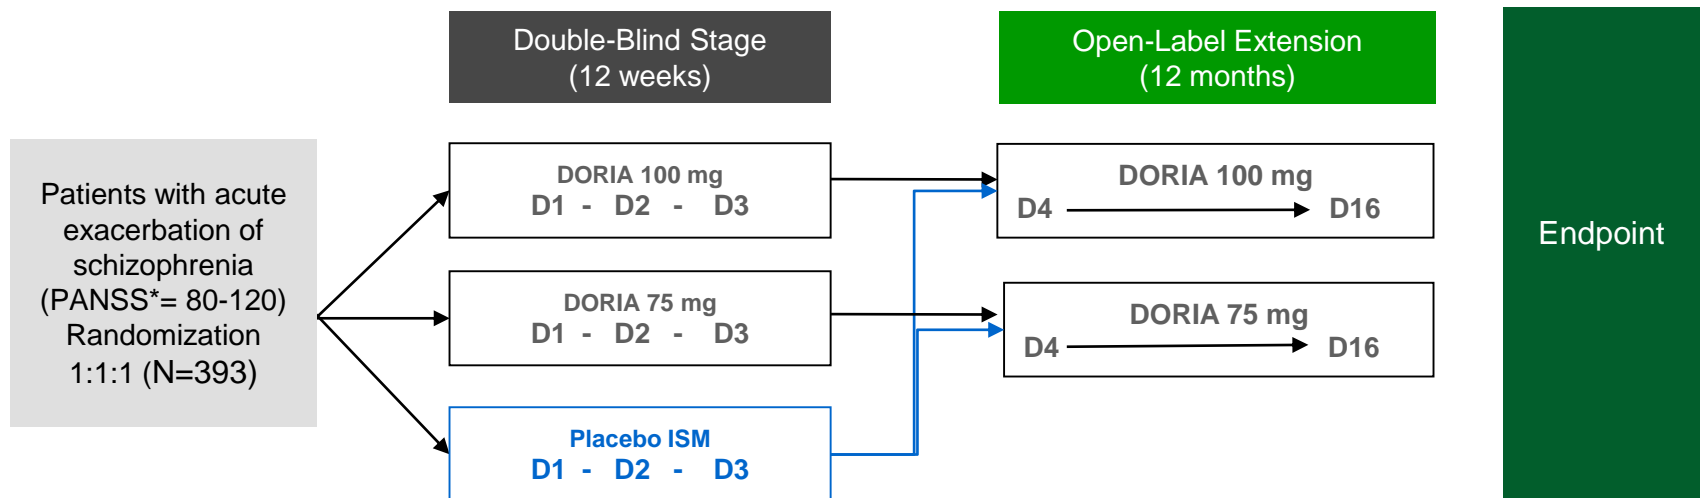 Double-Blind Stage
(12 weeks)
Open-Label Extension
(12 months)
Patients with acute
exacerbation of
schizophrenia
(PANSS*= 80-120)
Randomization
1:1:1 (N=393)
DORIA 100 mg
D1 - D2 - D3
DORIA 75 mg
D1 - D2 - D3
Placebo ISM
D1 - D2 - D3
DORIA 100 mg
D4 D16
DORIA 75 mg
D4 D16
Endpoint